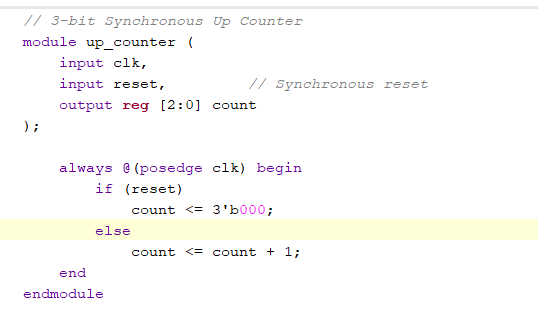 // 3-bit Synchronous Up Counter
module up_counter (
    input clk,
    input reset,         // Synchronous reset
    output reg [2:0] count
);
    always @(posedge clk) begin
        if (reset)
            count <= 3'b000;
        else
            count <= count + 1;
    end
endmodule